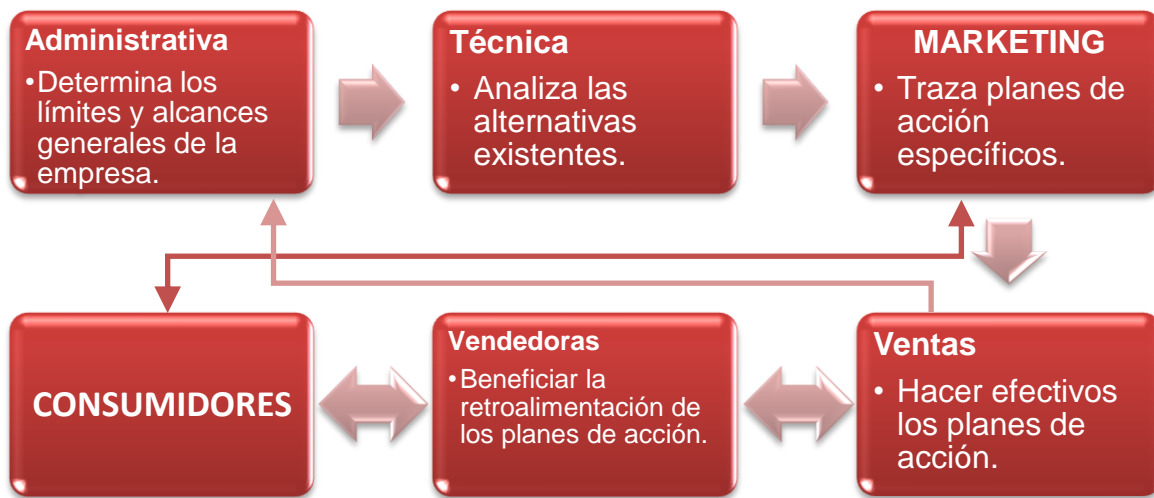 Administrativa
•Determina los
límites y alcances
generales de la
empresa.
Técnica
• Analiza las
alternativas
existentes.
MARKETING
• Traza planes de
acción
específicos.
CONSUMIDORES
Vendedoras
•Beneficiar la
retroalimentación de
los planes de acción.
Ventas
• Hacer efectivos
los planes de
acción.